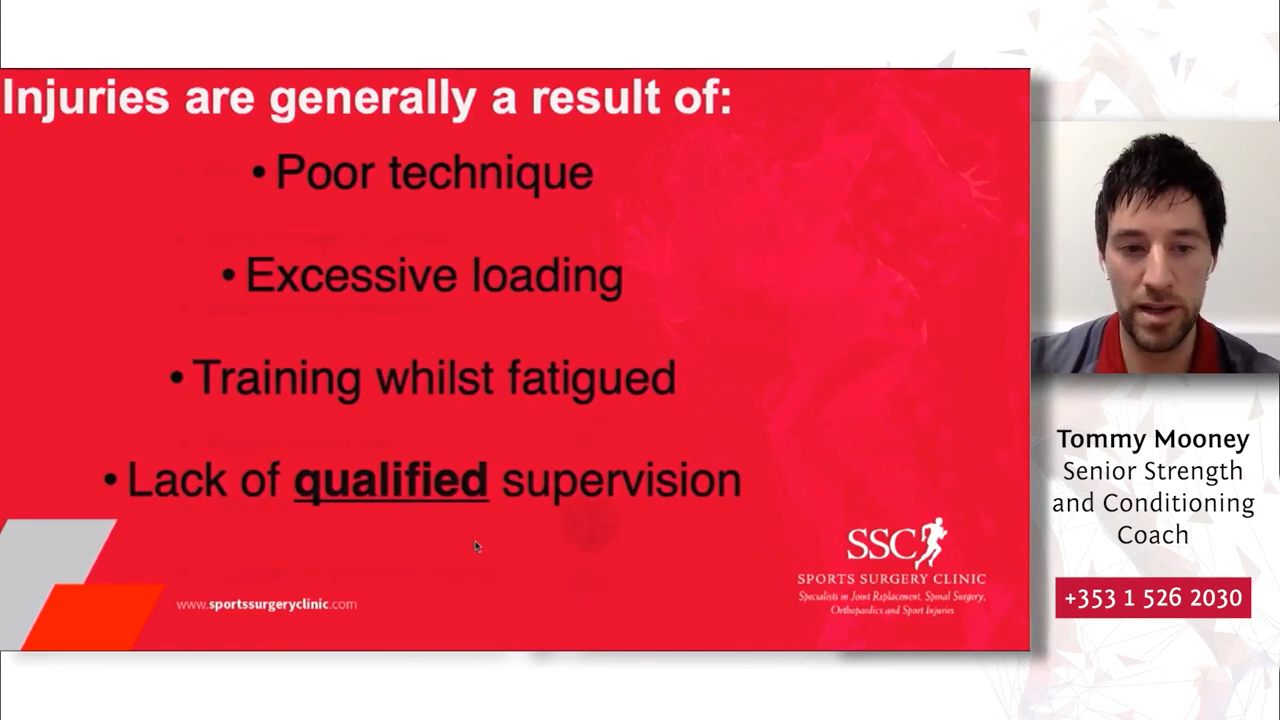 Injuries are generally a result of:
• Poor technique
• Excessive loading
• Training whilst fatigued
• Lack of qualified supervision
SSC
SPORTS SURGERY CLINIC
Specialists in Joint Replacement, Spinal Surgery,
Orthopaedics and Sport Injuries
www.sportssurgeryclinic.com
Tommy Mooney
Senior Strength
and Conditioning
Coach
+353 1 526 2030